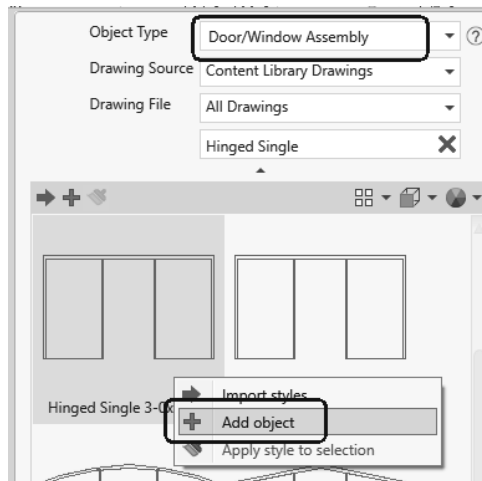 Object Type Door/Window Assembly
Drawing Source Content Library Drawings
Drawing File All Drawings
Hinged Single
Import styles
Hinged Single 3-0x
Add object
Apply style to selection